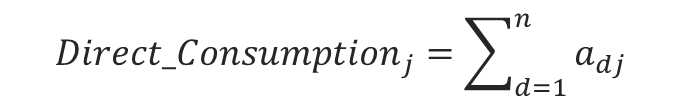 Direct_Consumption_j = ∑_{d=1}^{n} a_{dj}